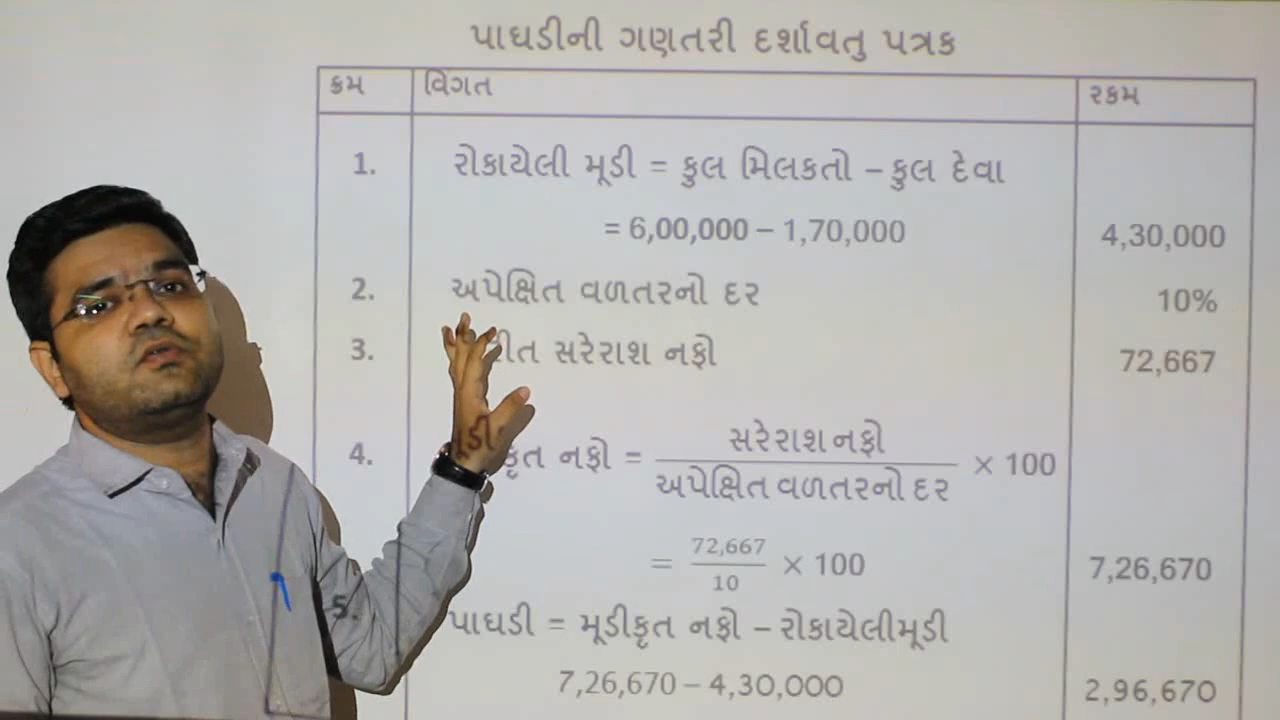 પાઘડીની ગણતરી દર્શાવતુ પત્રક
ક્રમ વિગત રકમ
1. રોકાયેલી મૂડી = કુલ મિલકતો – કુલ દેવા
= 6,00,000 – 1,70,000 4,30,000
2. અપેક્ષિત વળતરનો દર 10%
3. સરેરાશ નફો 72,667
4. નફો = સરેરાશ નફો
અપેક્ષિત વળતરનો દર × 100
= 72,667
10 × 100 7,26,670
5. પાઘડી = મૂડીકૃત નફો – રોકાયેલીમૂડી
7,26,670 – 4,30,000 2,96,670